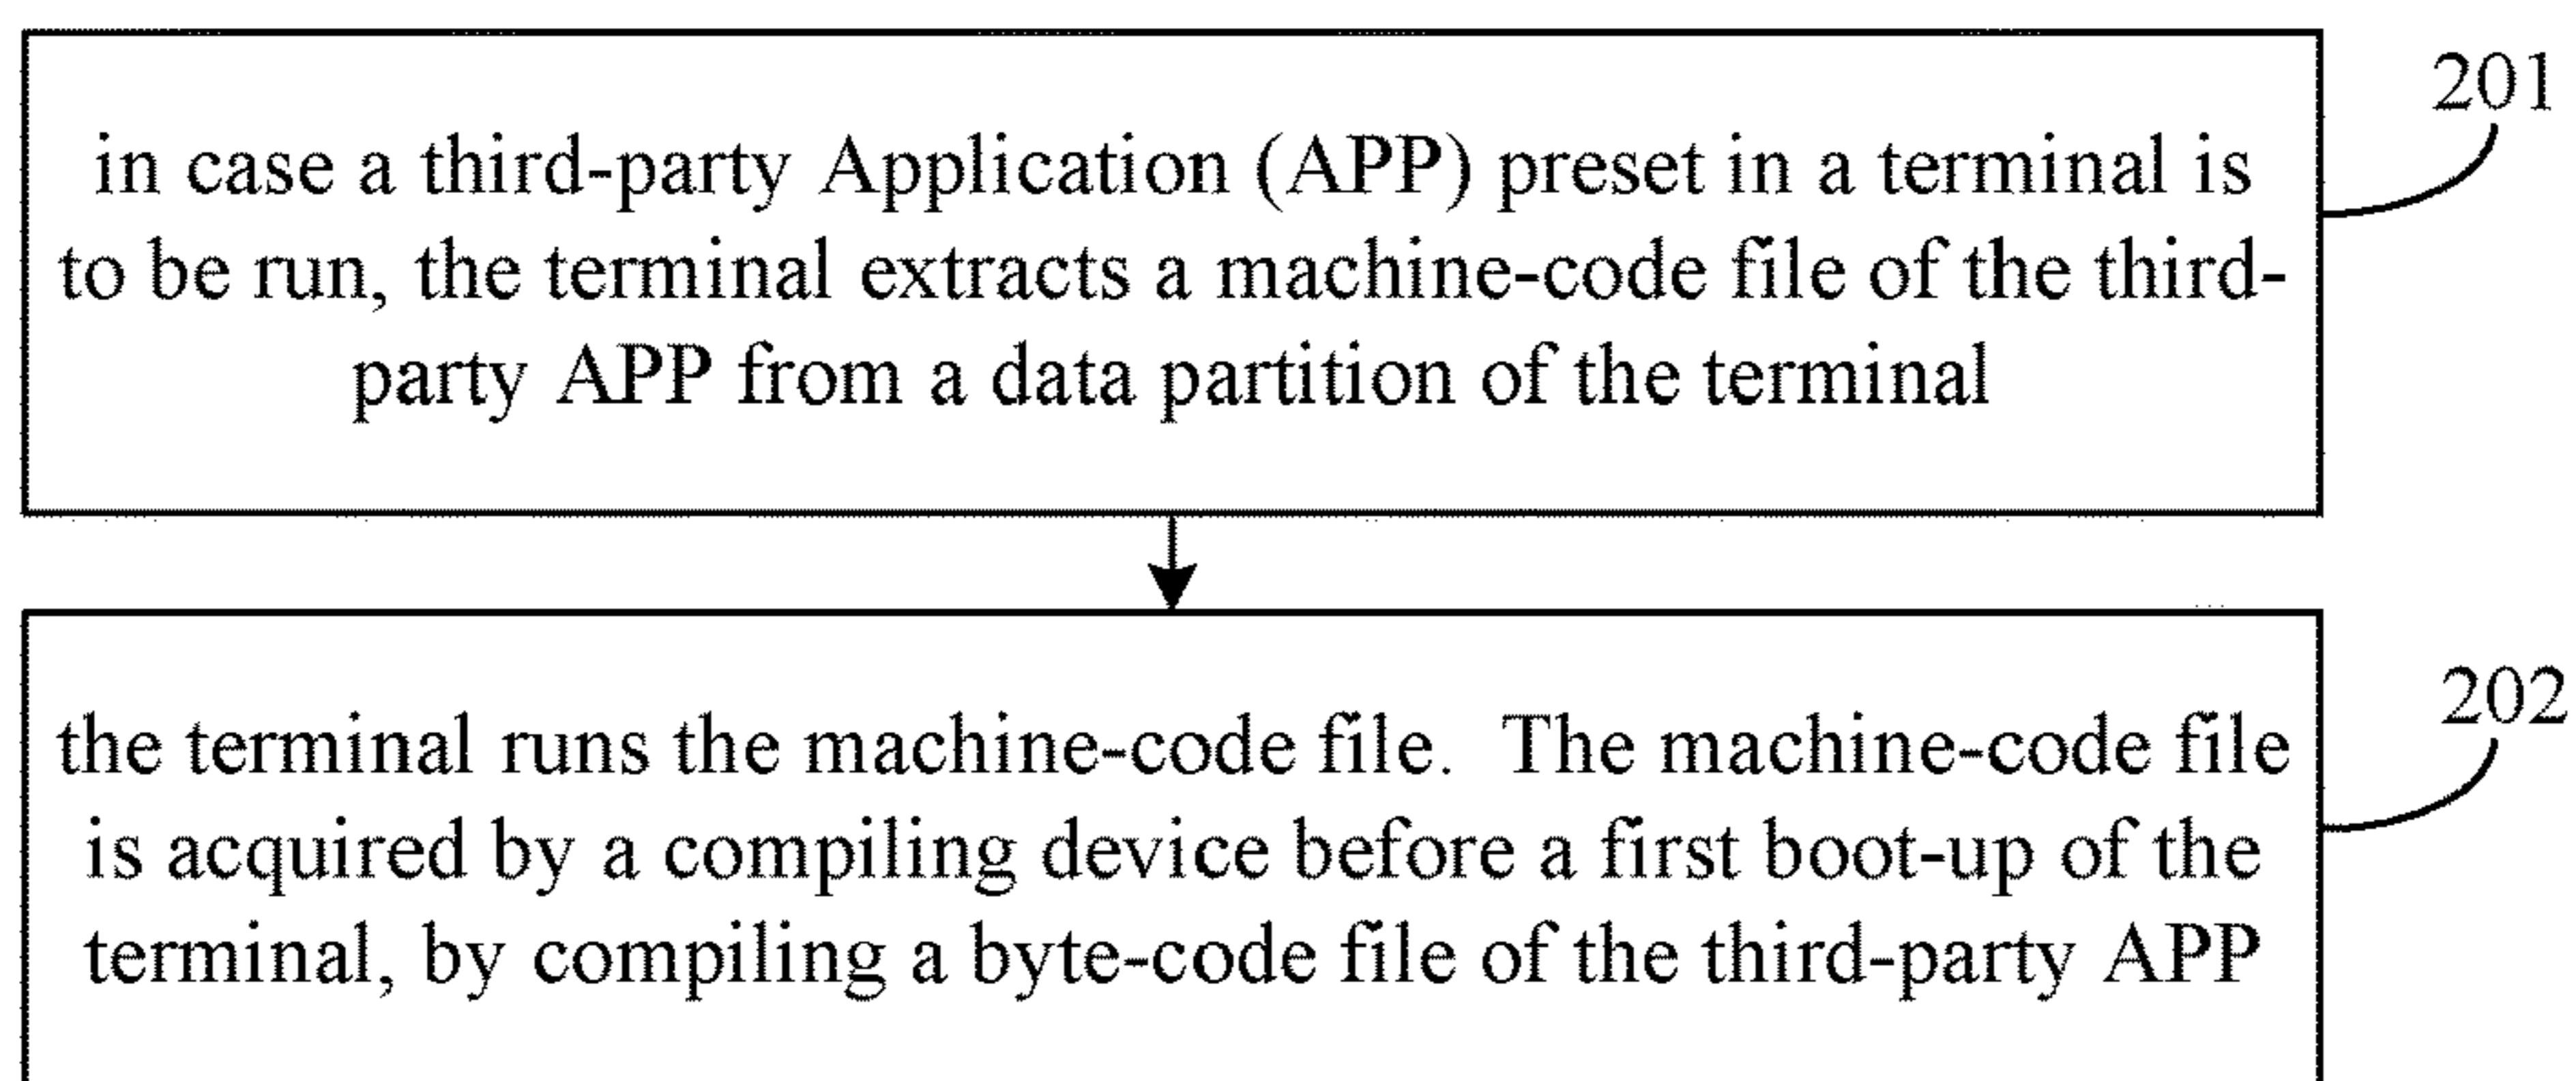 201
in case a third-party Application (APP) preset in a terminal is
to be run, the terminal extracts a machine-code file of the third-
party APP from a data partition of the terminal
202
the terminal runs the machine-code file.  The machine-code file
is acquired by a compiling device before a first boot-up of the
terminal, by compiling a byte-code file of the third-party APP